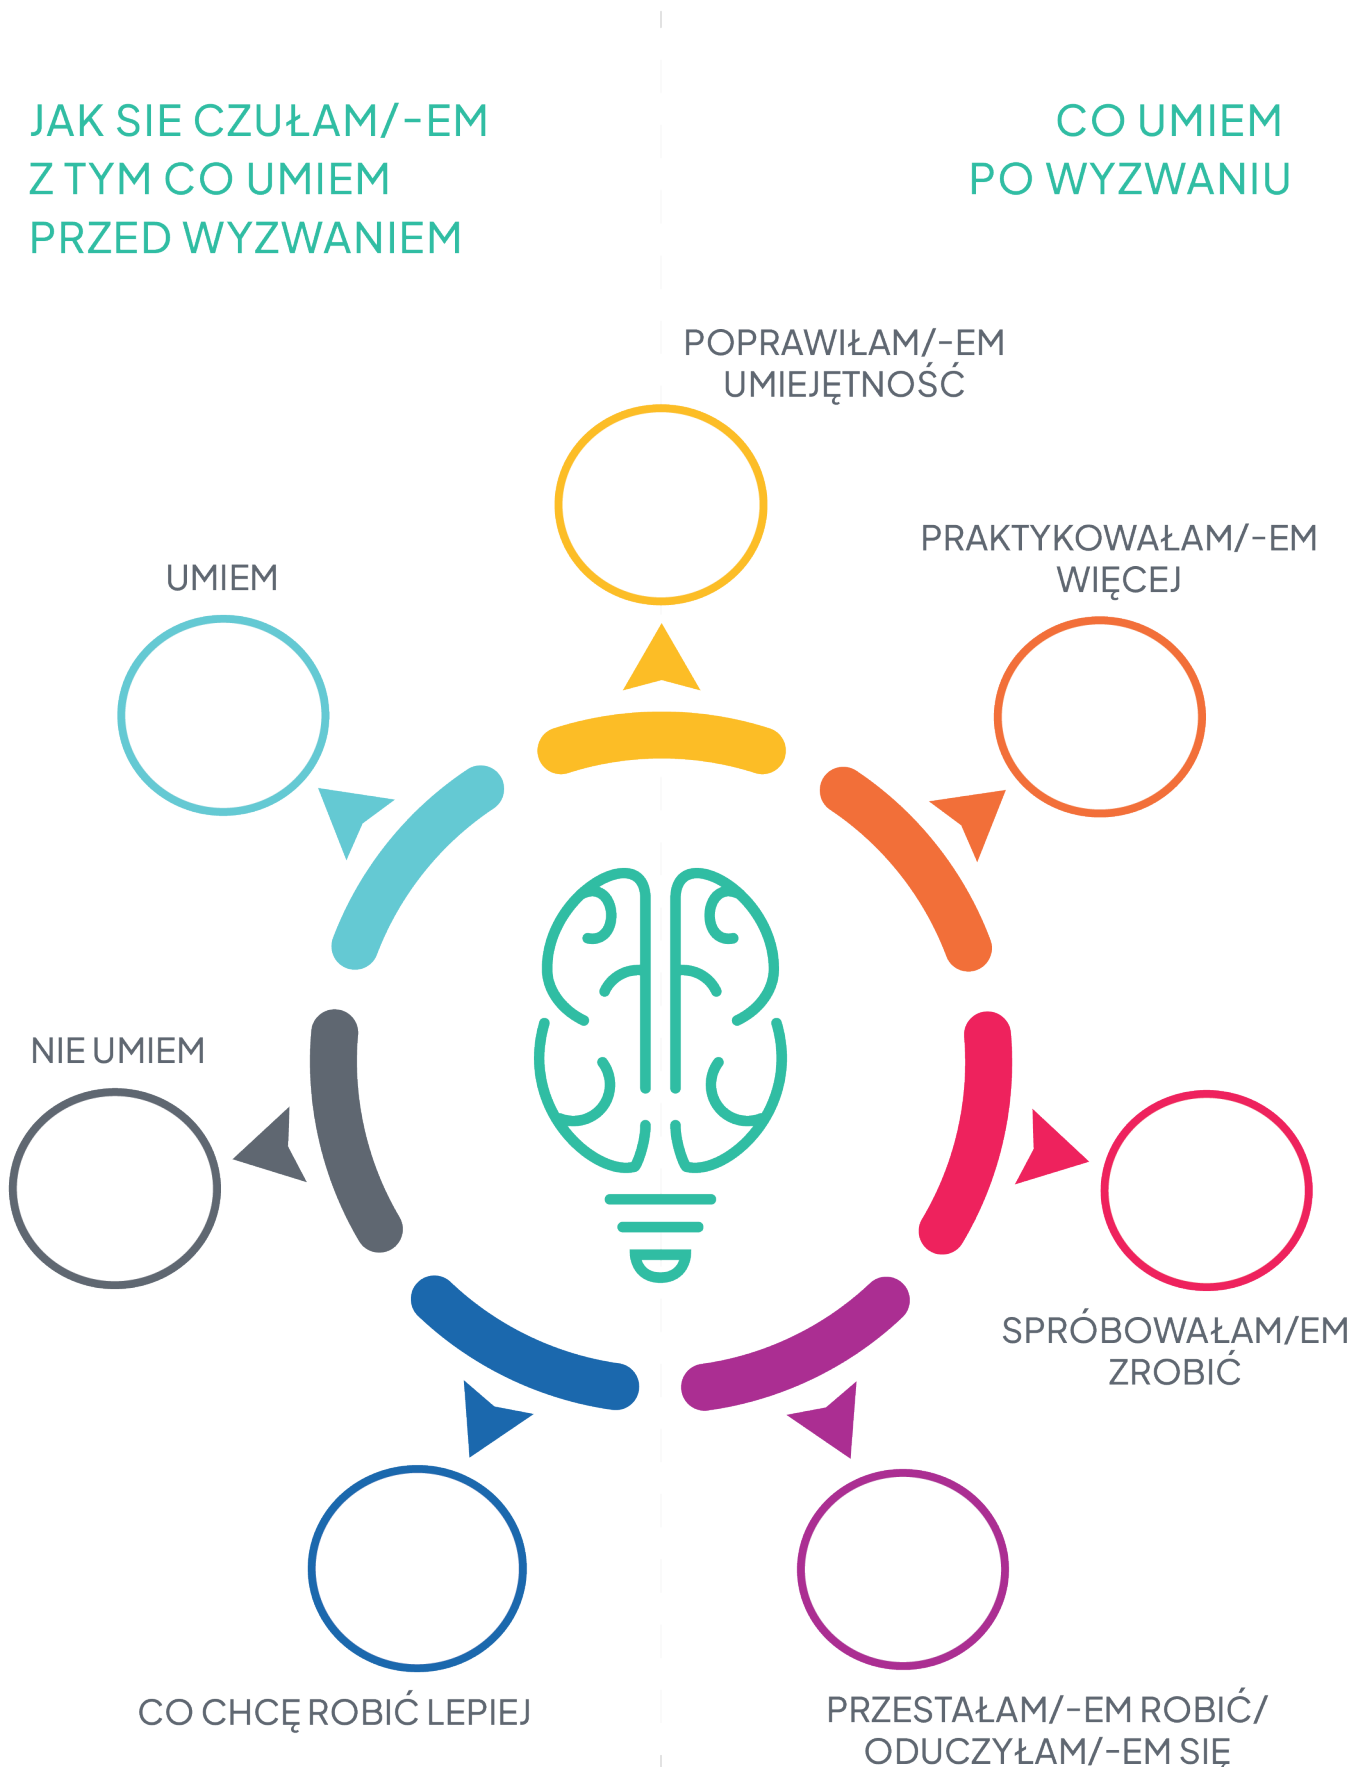 JAK SIE CZUŁAM/-EM
Z TYM CO UMIEM
PRZED WYZWANIEM
CO UMIEM
PO WYZWANIU
POPRAWIŁAM/-EM
UMIEJĘTNOŚĆ
PRAKTYKOWAŁAM/-EM
WIĘCEJ
UMIEM
NIE UMIEM
SPRÓBOWAŁAM/EM
ZROBIĆ
CO CHCĘ ROBIĆ LEPIEJ
PRZESTAŁAM/-EM ROBIĆ/
ODUCZYŁAM/-EM SIĘ